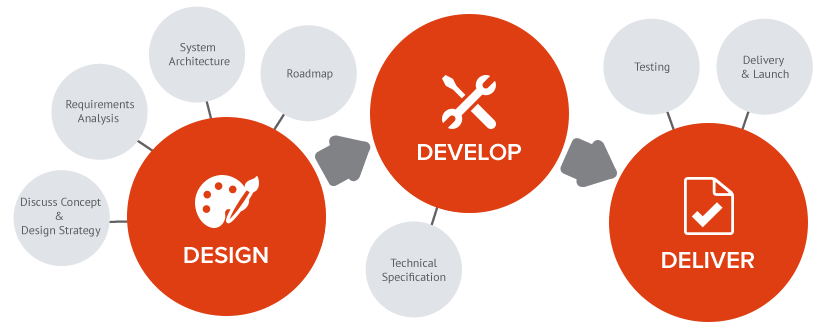 Discuss Concept
&
Design Strategy
Requirements
Analysis
System
Architecture
Roadmap
DESIGN
DEVELOP
Technical
Specification
Testing
Delivery
& Launch
DELIVER